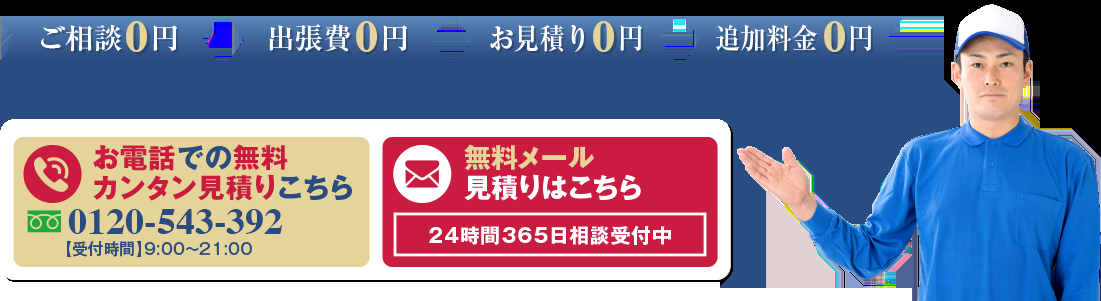 ご相談0円 出張費0円 お見積り0円 追加料金0円
お電話での無料
カンタン見積りこちら
0120-543-392
【受付時間】9:00〜21:00
無料メール
見積りはこちら
24時間365日相談受付中